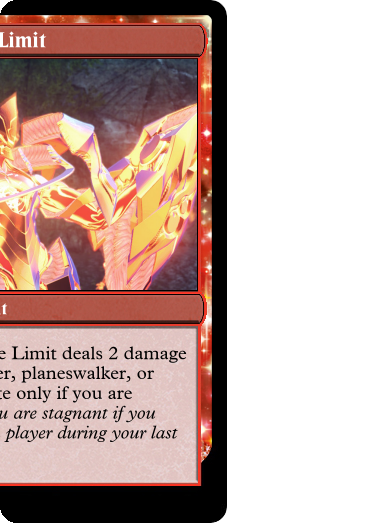 Limit
e Limit deals 2 damage
er, planeswalker, or
te only if you are
u are stagnant if you
player during your last